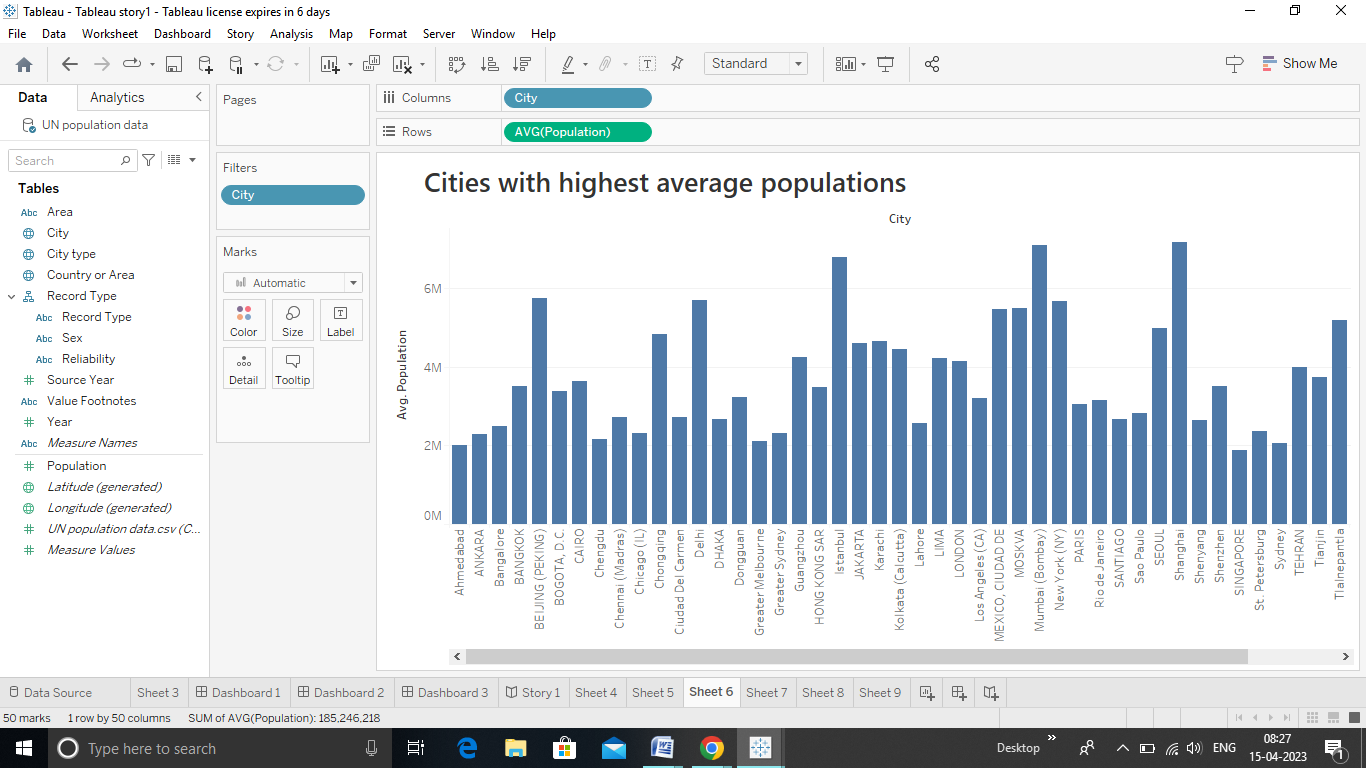 Tableau - Tableau story1 - Tableau license expires in 6 days
File Data Worksheet Dashboard Story Analysis Map Format Server Window Help
Standard
Show Me
Data Analytics
UN population data
Search
Tables
Abc Area
City
City type
Country or Area
Record Type
Abc Record Type
Abc Sex
Abc Reliability
Source Year
Abc Value Footnotes
Year
Abc Measure Names
Population
Latitude (generated)
Longitude (generated)
UN population data.csv (C...
Measure Values
Pages
Filters
City
Marks
Automatic
Color Size Label
Detail Tooltip
Columns City
Rows AVG(Population)
Cities with highest average populations
City
Avg. Population
6M
4M
2M
0M
Ahmedabad
ANKARA
Bangalore
BANGKOK
BEIJING (PEKING)
BOGOTA, D.C.
CAIRO
Chengdu
Chennai (Madras)
Chicago (IL)
Chongqing
Ciudad Del Carmen
Delhi
DHAKA
Dongguan
Greater Melbourne
Greater Sydney
Guangzhou
HONG KONG SAR
Istanbul
JAKARTA
Karachi
Kolkata (Calcutta)
Lahore
LIMA
LONDON
Los Angeles (CA)
MEXICO, CIUDAD DE
MOSKVA
Mumbai (Bombay)
New York (NY)
PARIS
Rio de Janeiro
SANTIAGO
Sao Paulo
SEOUL
Shanghai
Shenyang
Shenzhen
SINGAPORE
St. Petersburg
Sydney
TEHRAN
Tianjin
Tlalnepantla
Data Source Sheet 3 Dashboard 1 Dashboard 2 Dashboard 3 Story 1 Sheet 4 Sheet 5 Sheet 6 Sheet 7 Sheet 8 Sheet 9
50 marks 1 row by 50 columns SUM of AVG(Population): 185,246,218
Type here to search
Desktop
ENG
08:27
15-04-2023
1